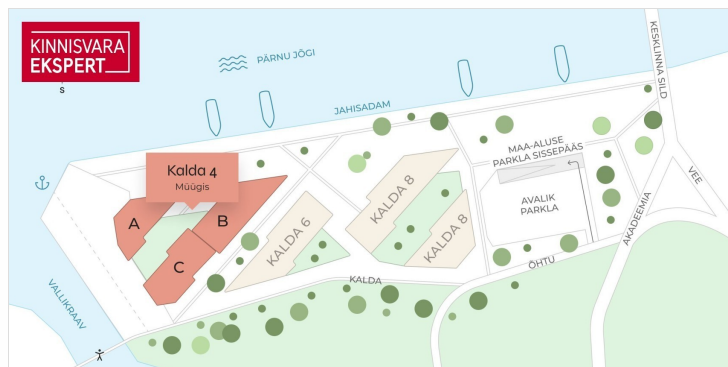 KINNISVARA
EKSPERT
S
PÄRNU JÕGI
KESKLINNA SILD
JAHISADAM
MAA-ALUSE
PARKLA SISSEPÄÄS
VEE
Kalda 4
Müügis
KALDA 8
AVALIK
PARKLA
A
B
KALDA 6
KALDA 8
AKADEEMIA
C
ÕHTU
KALDA
VALLIKRAAV